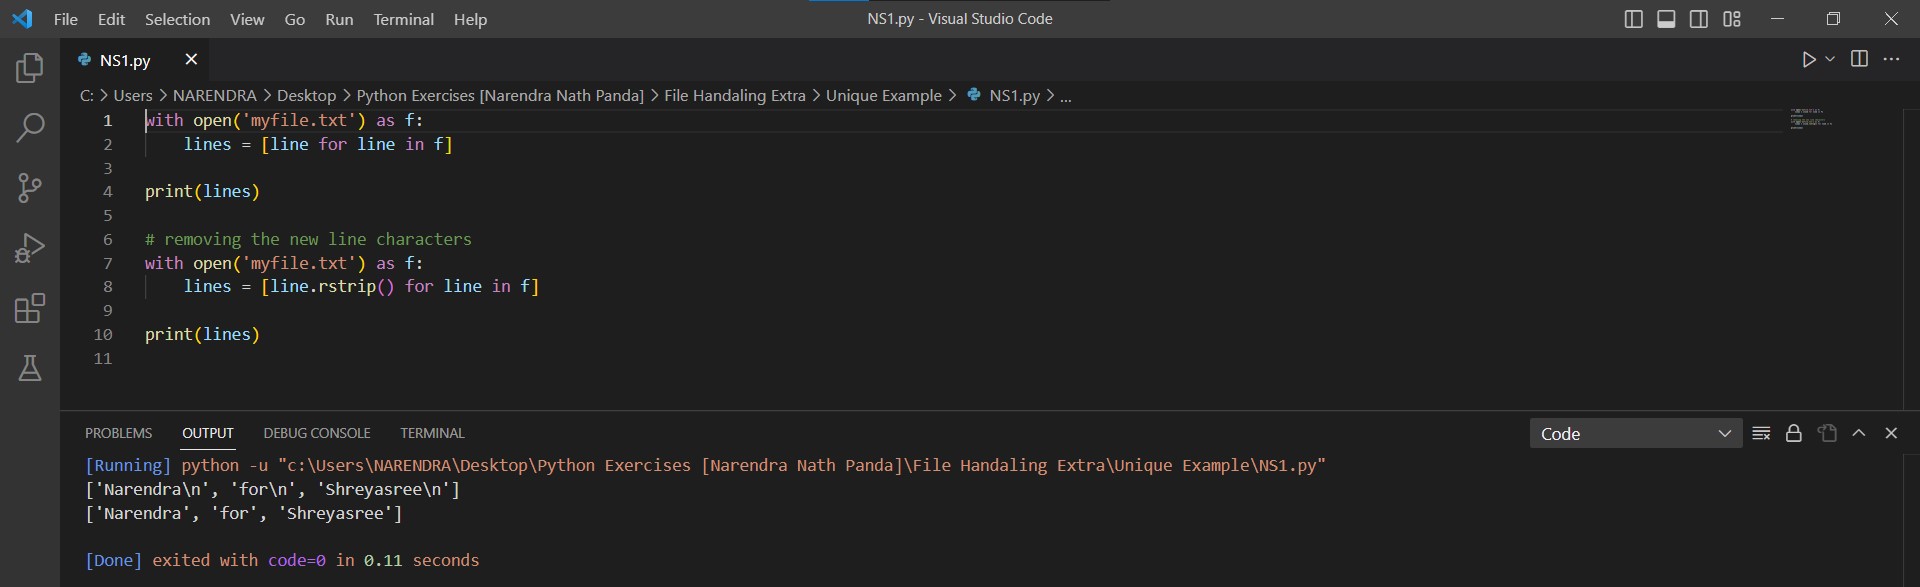 File Edit Selection View Go Run Terminal Help NS1.py - Visual Studio Code
NS1.py
C: > Users > NARENDRA > Desktop > Python Exercises [Narendra Nath Panda] > File Handaling Extra > Unique Example > NS1.py > ...
1 with open('myfile.txt') as f:
2     lines = [line for line in f]
3
4 print(lines)
5
6 # removing the new line characters
7 with open('myfile.txt') as f:
8     lines = [line.rstrip() for line in f]
9
10 print(lines)
11
PROBLEMS OUTPUT DEBUG CONSOLE TERMINAL Code
[Running] python -u "c:\Users\NARENDRA\Desktop\Python Exercises [Narendra Nath Panda]\File Handaling Extra\Unique Example\NS1.py"
['Narendra\n', 'for\n', 'Shreyasree\n']
['Narendra', 'for', 'Shreyasree']
[Done] exited with code=0 in 0.11 seconds